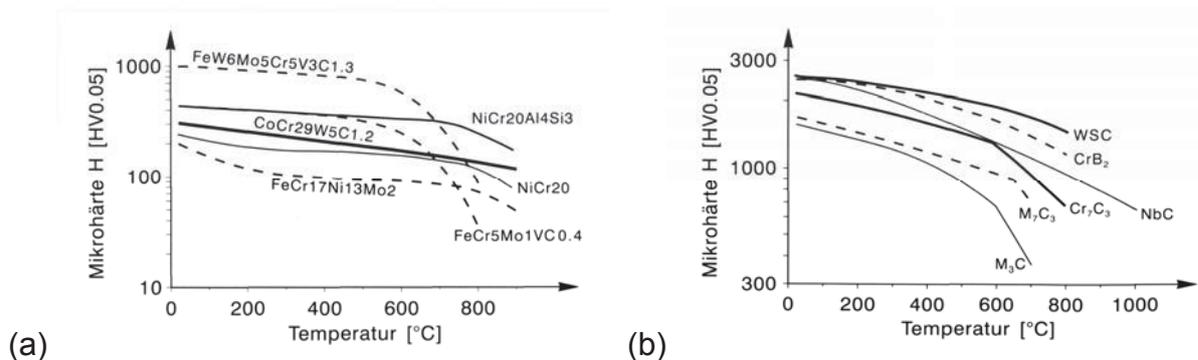 Mikrohärte H [HV0.05]
1000
100
10
FeW6Mo5Cr5V3C1.3
NiCr20Al4Si3
CoCr29W5C1.2
NiCr20
FeCr17Ni13Mo2
FeCr5Mo1VC0.4
0 200 400 600 800
Temperatur [°C]
(a)
Mikrohärte H [HV0.05]
3000
1000
300
WSC
CrB₂
M₇C₃
Cr₇C₃
NbC
M₃C
0 200 400 600 800 1000
Temperatur [°C]
(b)